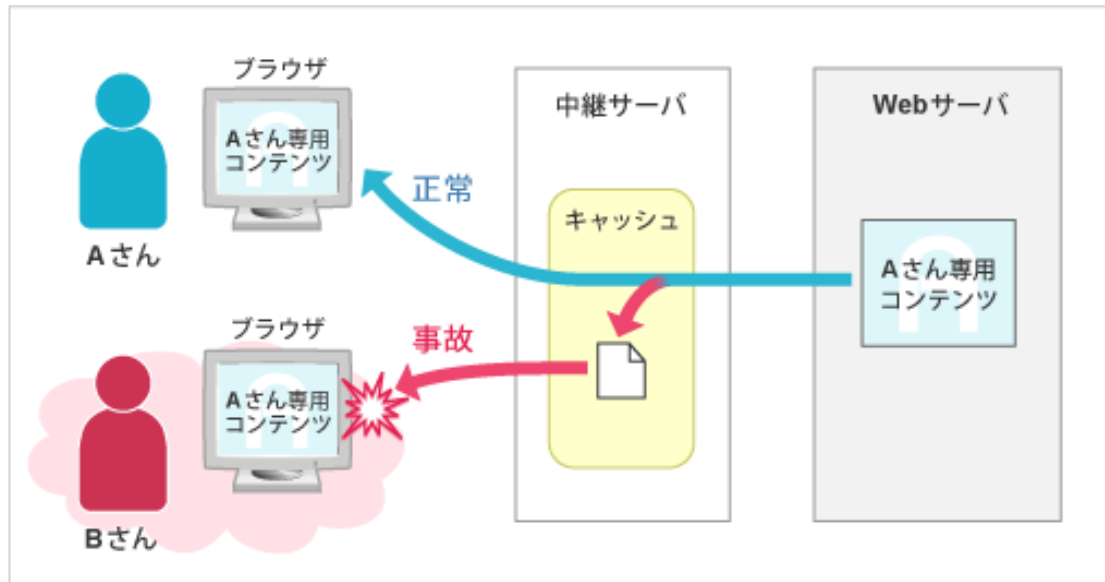 ブラウザ
Aさん専用
コンテンツ
Aさん
正常
中継サーバ
キャッシュ
Webサーバ
Aさん専用
コンテンツ
ブラウザ
事故
Aさん専用
コンテンツ
Bさん